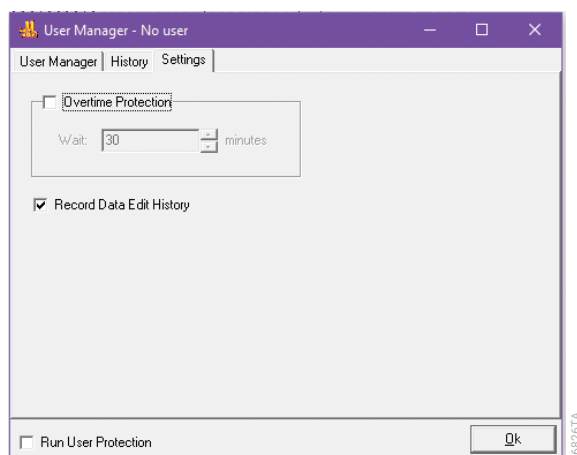 User Manager - No user
User Manager History Settings
Overtime Protection
Wait: 30 minutes
Record Data Edit History
Run User Protection Ok
6826TA